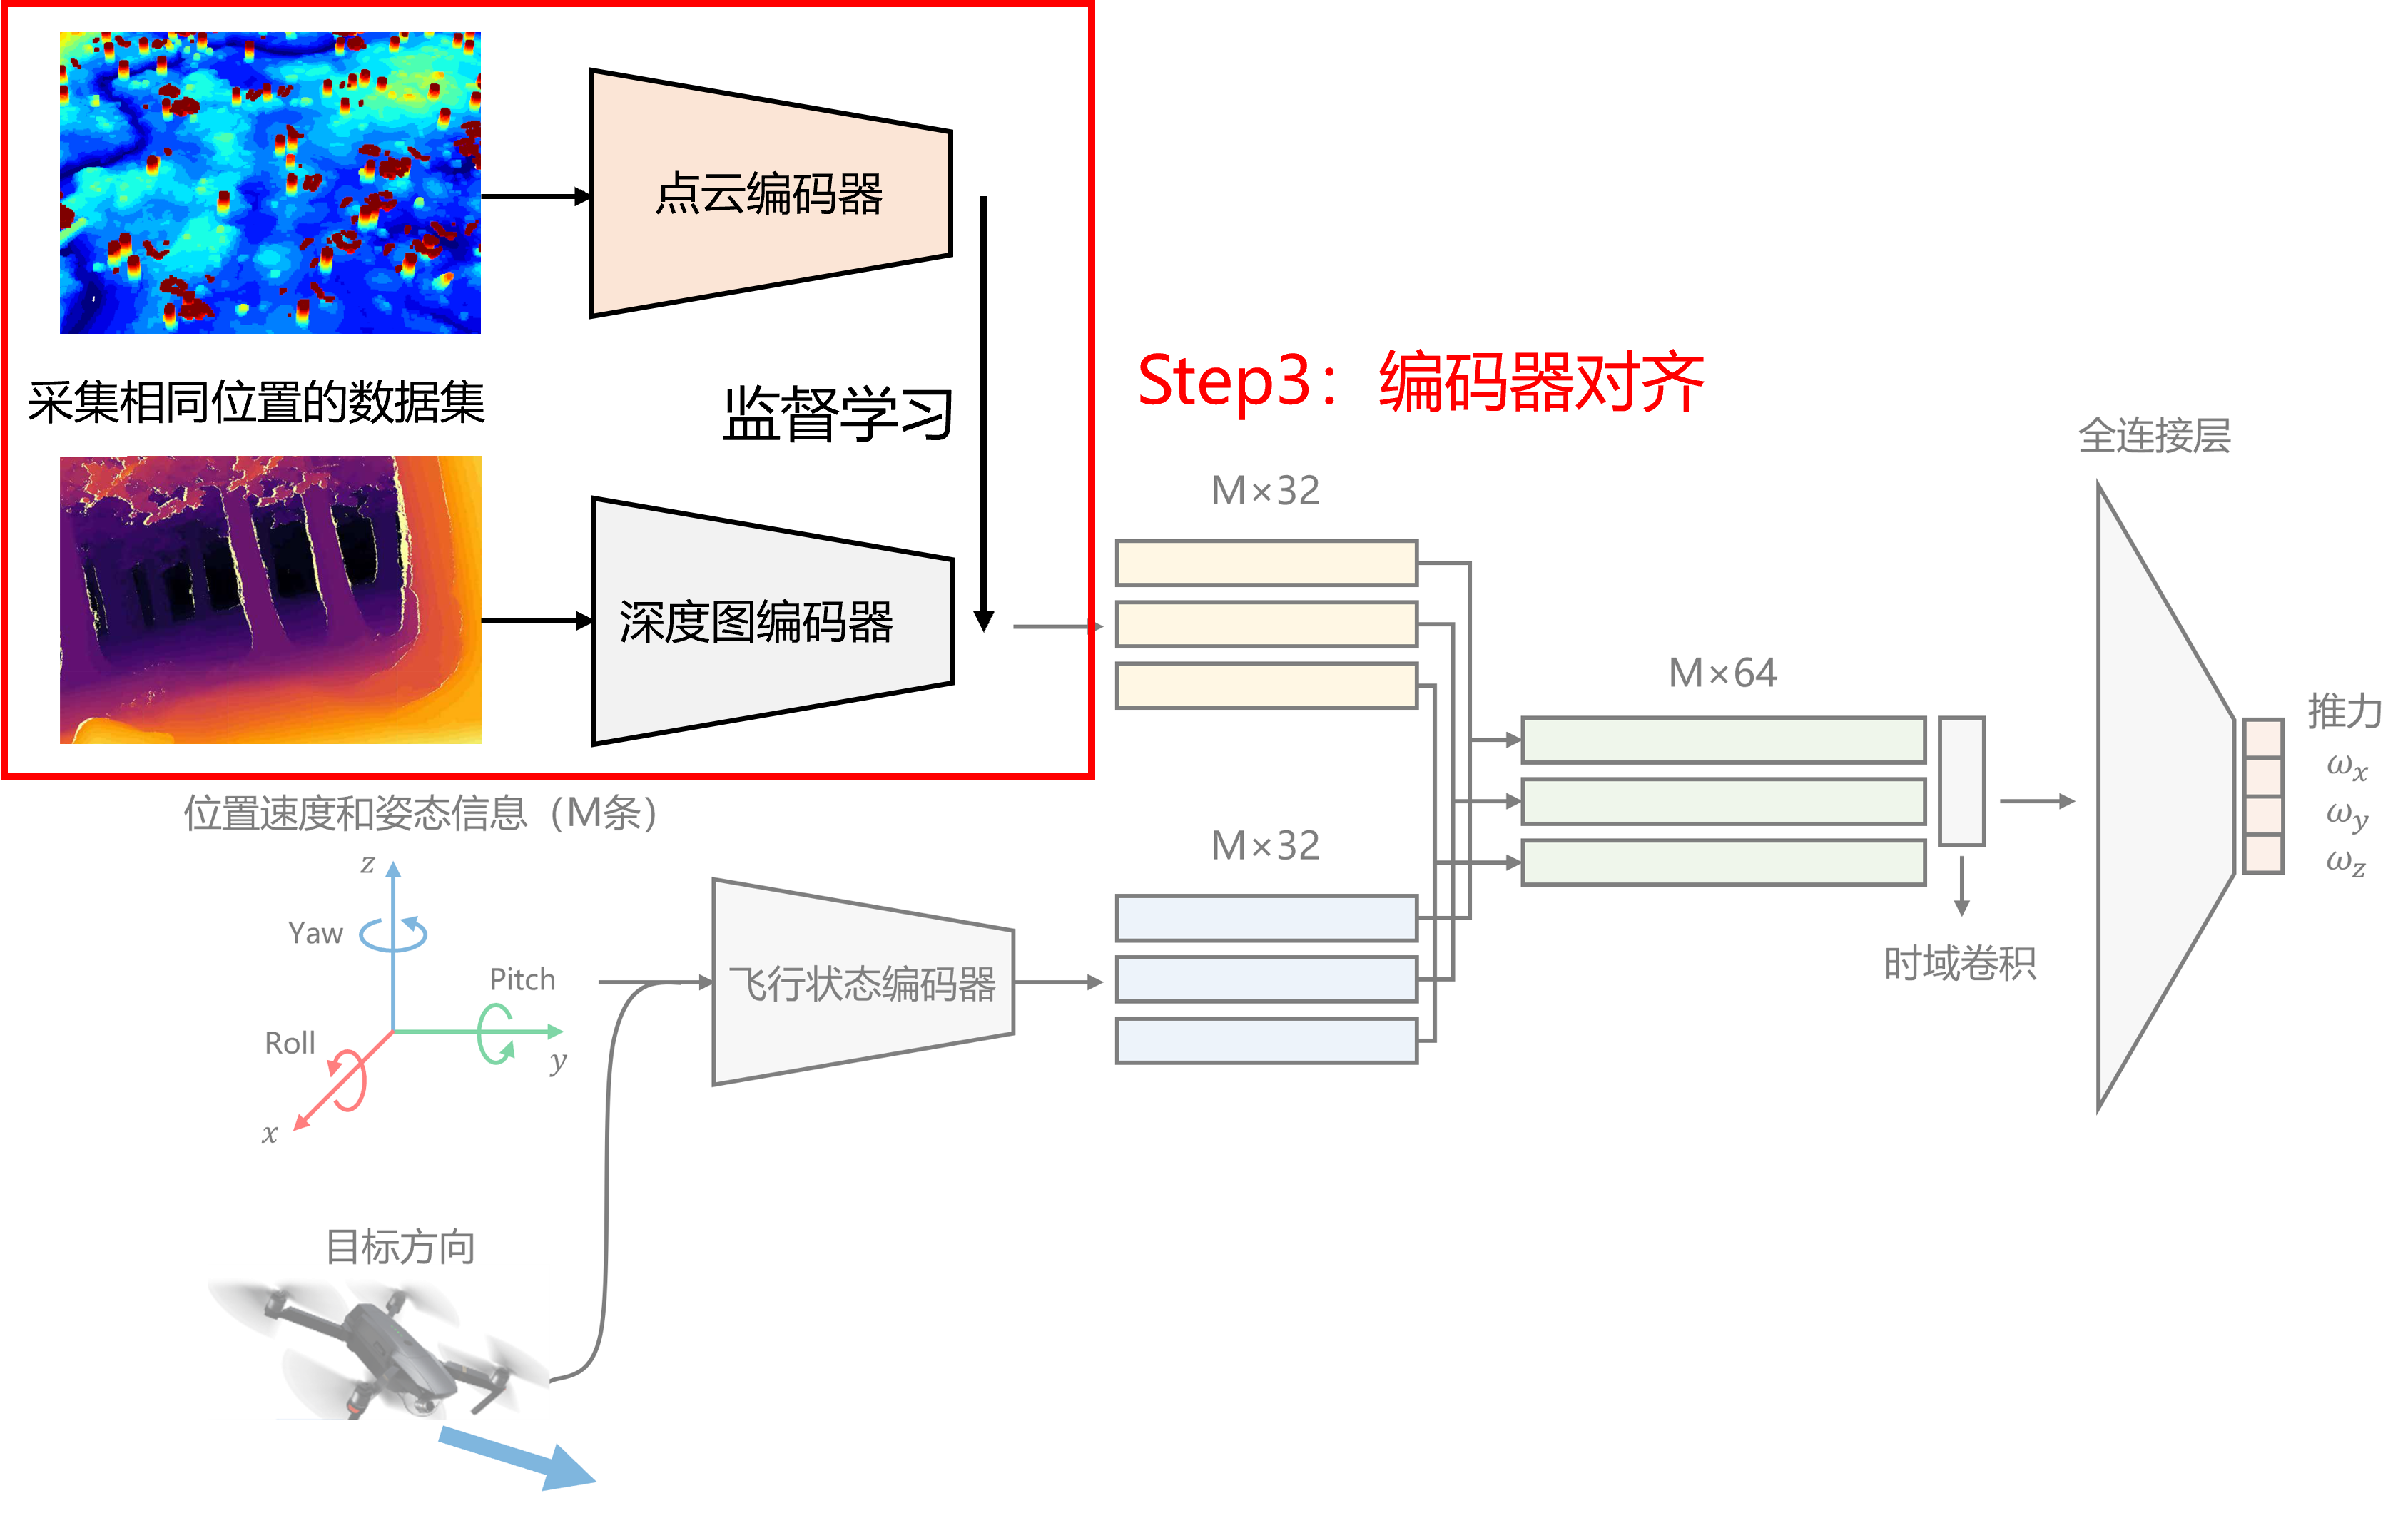 点云编码器
采集相同位置的数据集
监督学习
深度图编码器
Step3：编码器对齐
M×32
全连接层
M×64
推力
ωx
ωy
ωz
位置速度和姿态信息（M条）
M×32
z
Yaw
Pitch
Roll
y
x
飞行状态编码器
时域卷积
目标方向